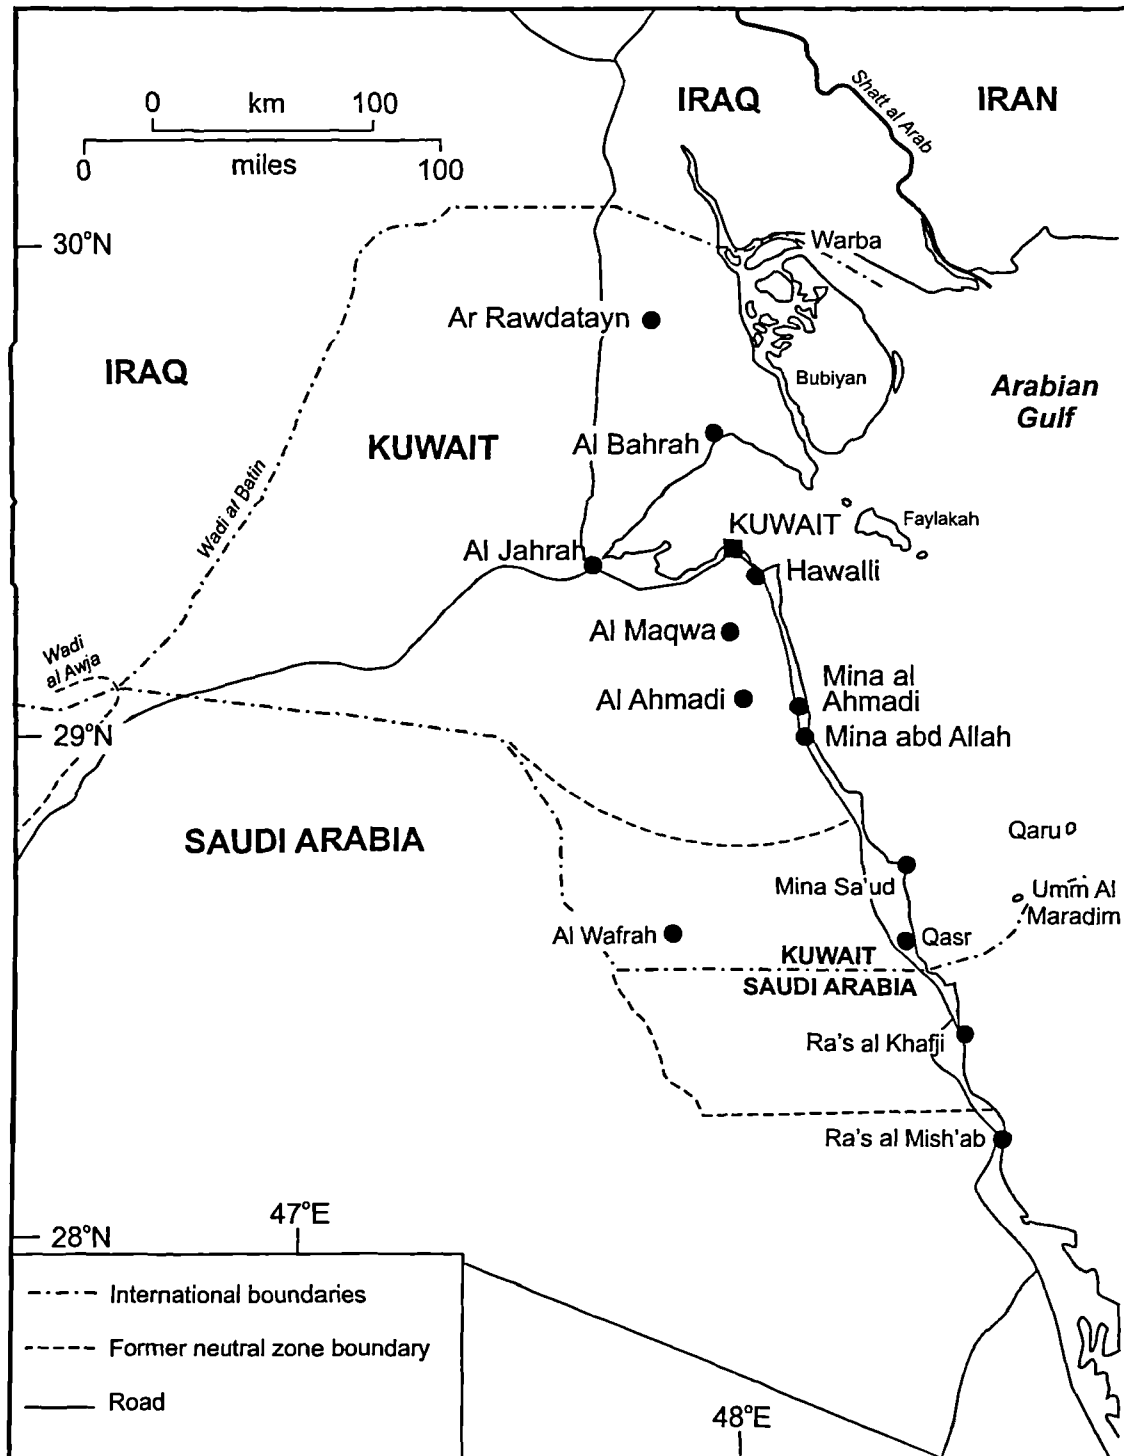 IRAQ
IRAN
Shatt al Arab
0 km 100
0 miles 100
30°N
Warba
Ar Rawdatayn
IRAQ
Bubiyan
Arabian
Gulf
KUWAIT
Al Bahrah
Wadi al Batin
KUWAIT
Faylakah
Al Jahrah
Hawalli
Al Maqwa
Wadi
al Awja
Al Ahmadi
Mina al
Ahmadi
29°N
Mina abd Allah
SAUDI ARABIA
Qaru
Mina Sa'ud
Umm Al
Maradim
Al Wafrah
Qasr
KUWAIT
SAUDI ARABIA
Ra's al Khafji
Ra's al Mish'ab
28°N
47°E
International boundaries
Former neutral zone boundary
Road
48°E